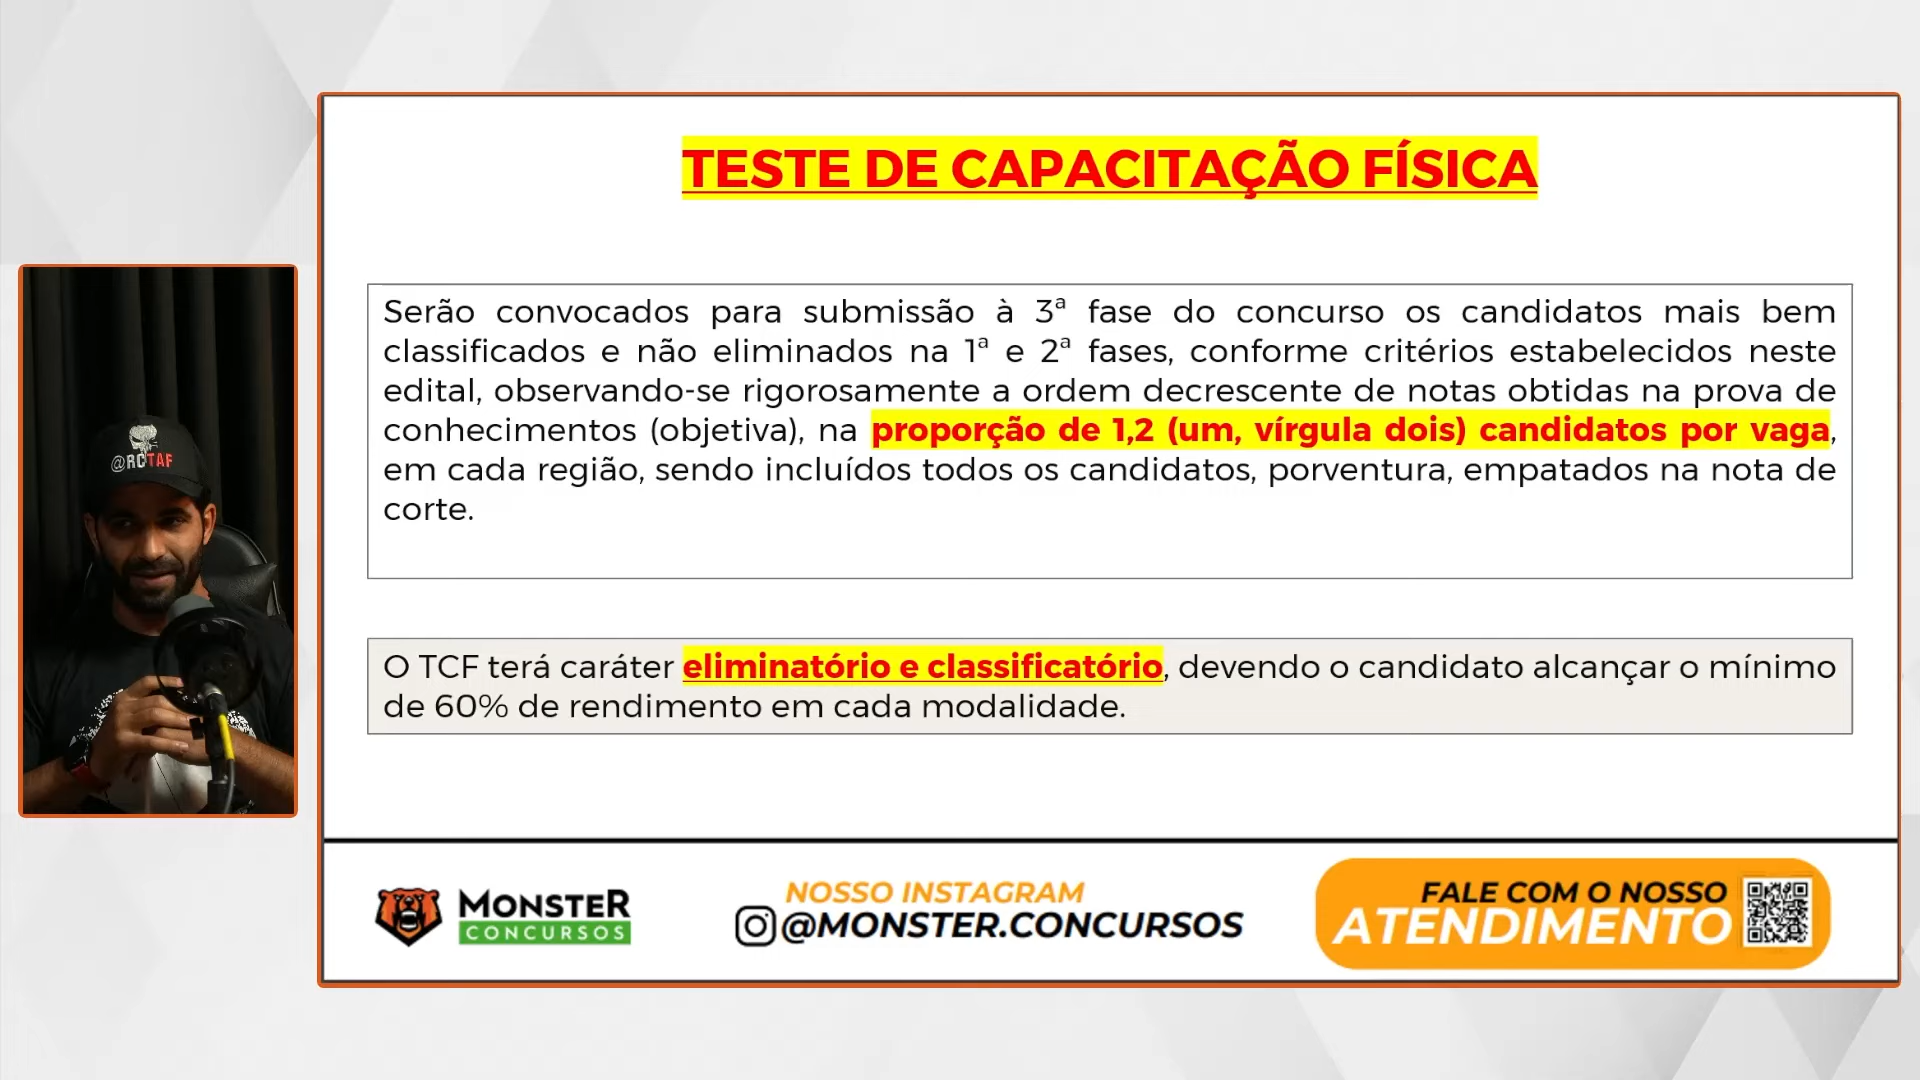 TESTE DE CAPACITAÇÃO FÍSICA
Serão convocados para submissão à 3ª fase do concurso os candidatos mais bem
classificados e não eliminados na 1ª e 2ª fases, conforme critérios estabelecidos neste
edital, observando-se rigorosamente a ordem decrescente de notas obtidas na prova de
conhecimentos (objetiva), na proporção de 1,2 (um, vírgula dois) candidatos por vaga,
em cada região, sendo incluídos todos os candidatos, porventura, empatados na nota de
corte.
@RCTAF
O TCF terá caráter eliminatório e classificatório, devendo o candidato alcançar o mínimo
de 60% de rendimento em cada modalidade.
MONSTER
CONCURSOS
NOSSO INSTAGRAM
@MONSTER.CONCURSOS
FALE COM O NOSSO
ATENDIMENTO